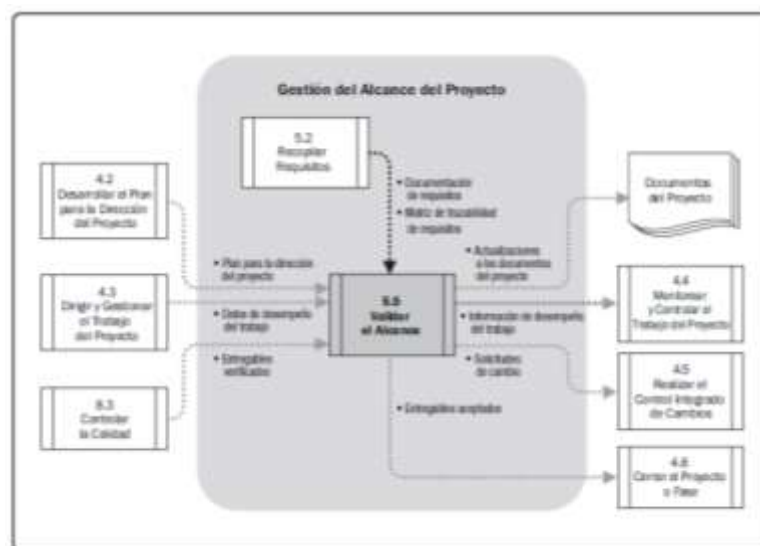 Gestión del Alcance del Proyecto
5.2
Recopilar
Requisitos
4.2
Desarrollar el Plan
para la Dirección
del Proyecto
• Documentación
de requisitos
• Matriz de trazabilidad
de requisitos
Documentos
del Proyecto
• Plan para la dirección
del proyecto
• Actualizaciones
a los documentos
del proyecto
4.3
Dirigir y Gestionar
el Trabajo
del Proyecto
• Datos de desempeño
del trabajo
5.5
Validar
el Alcance
• Información de desempeño
del trabajo
4.4
Monitorear
y Controlar el
Trabajo del Proyecto
• Entregables
verificados
• Solicitudes
de cambio
4.5
Realizar el
Control Integrado
de Cambios
8.3
Controlar
la Calidad
• Entregables aceptados
4.6
Cerrar el Proyecto
o Fase